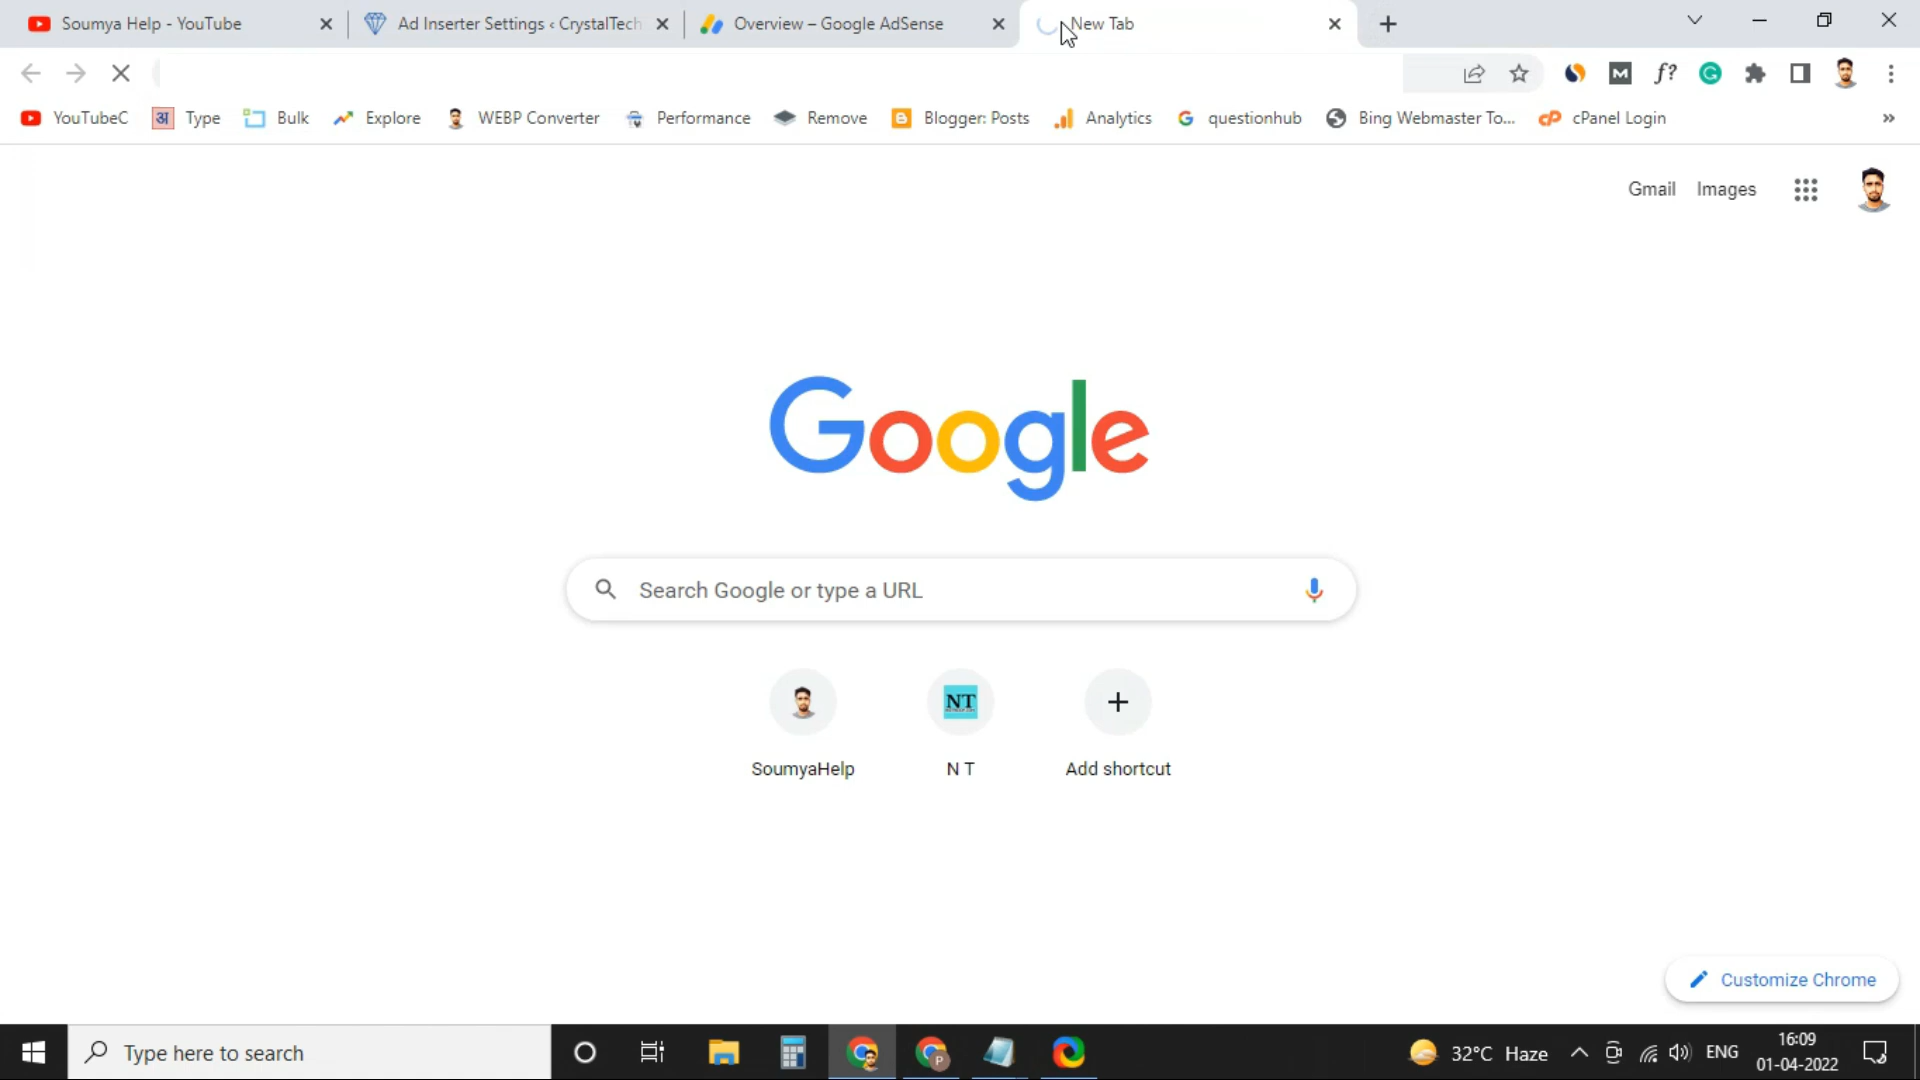 Soumya Help - YouTube
Ad Inserter Settings ‹ CrystalTech
Overview – Google AdSense
New Tab
YouTubeC
अ Type
Bulk
Explore
WEBP Converter
Performance
Remove
Blogger: Posts
Analytics
questionhub
Bing Webmaster To...
cP cPanel Login
»
M
f?
G
Gmail
Images
Google
Search Google or type a URL
NT
SoumyaHelp
N T
Add shortcut
Customize Chrome
Type here to search
P
32°C Haze
ENG
16:09
01-04-2022